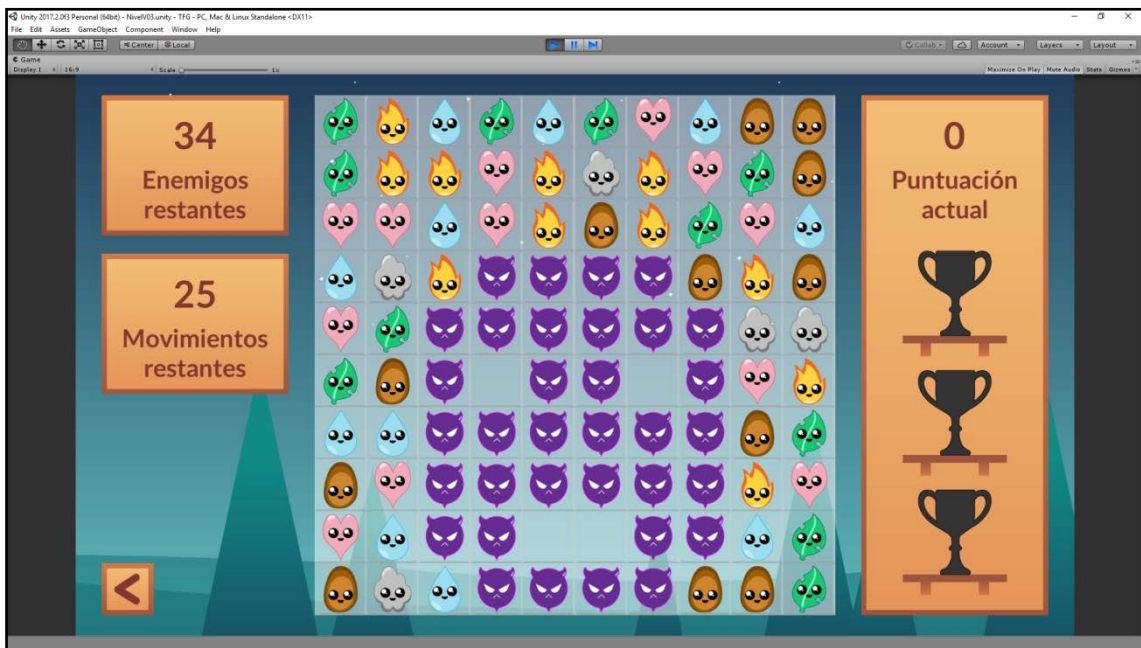 Unity 2017.2.0f3 Personal (64bit) - NivelV03.unity - TFG - PC, Mac & Linux Standalone <DX11>
File Edit Assets GameObject Component Window Help
Center Local Collab Account Layers Layout
Game
Display 1 16:9 Scale 1x Maximize On Play Mute Audio Stats Gizmos
34
Enemigos
restantes
25
Movimientos
restantes
0
Puntuación
actual